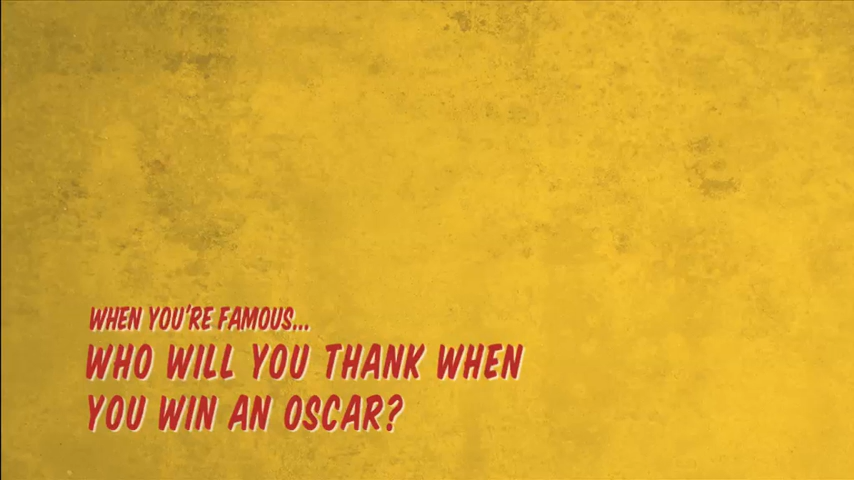 WHEN YOU'RE FAMOUS...
WHO WILL YOU THANK WHEN
YOU WIN AN OSCAR?